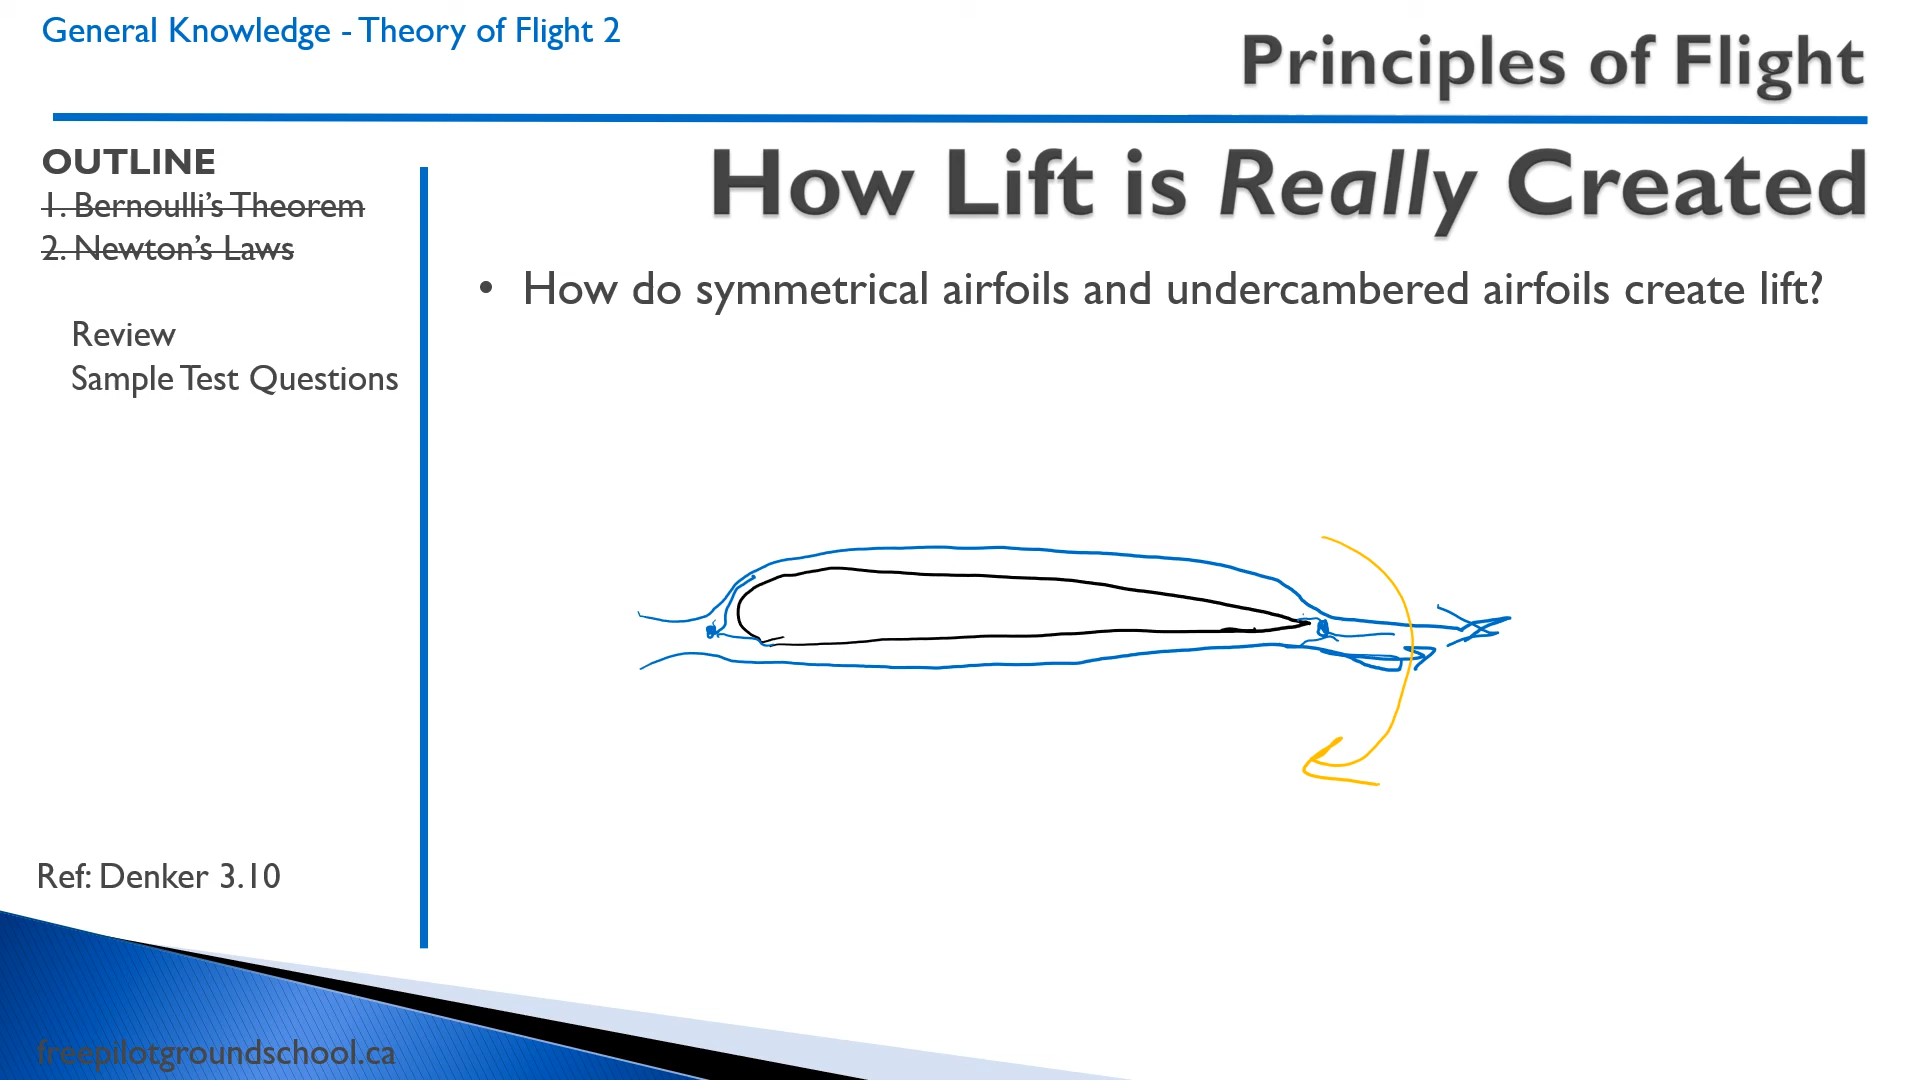 General Knowledge - Theory of Flight 2
Principles of Flight
OUTLINE
1. Bernoulli's Theorem
2. Newton's Laws
Review
Sample Test Questions
How Lift is Really Created
• How do symmetrical airfoils and undercambered airfoils create lift?
Ref: Denker 3.10
freepilotgroundschool.ca